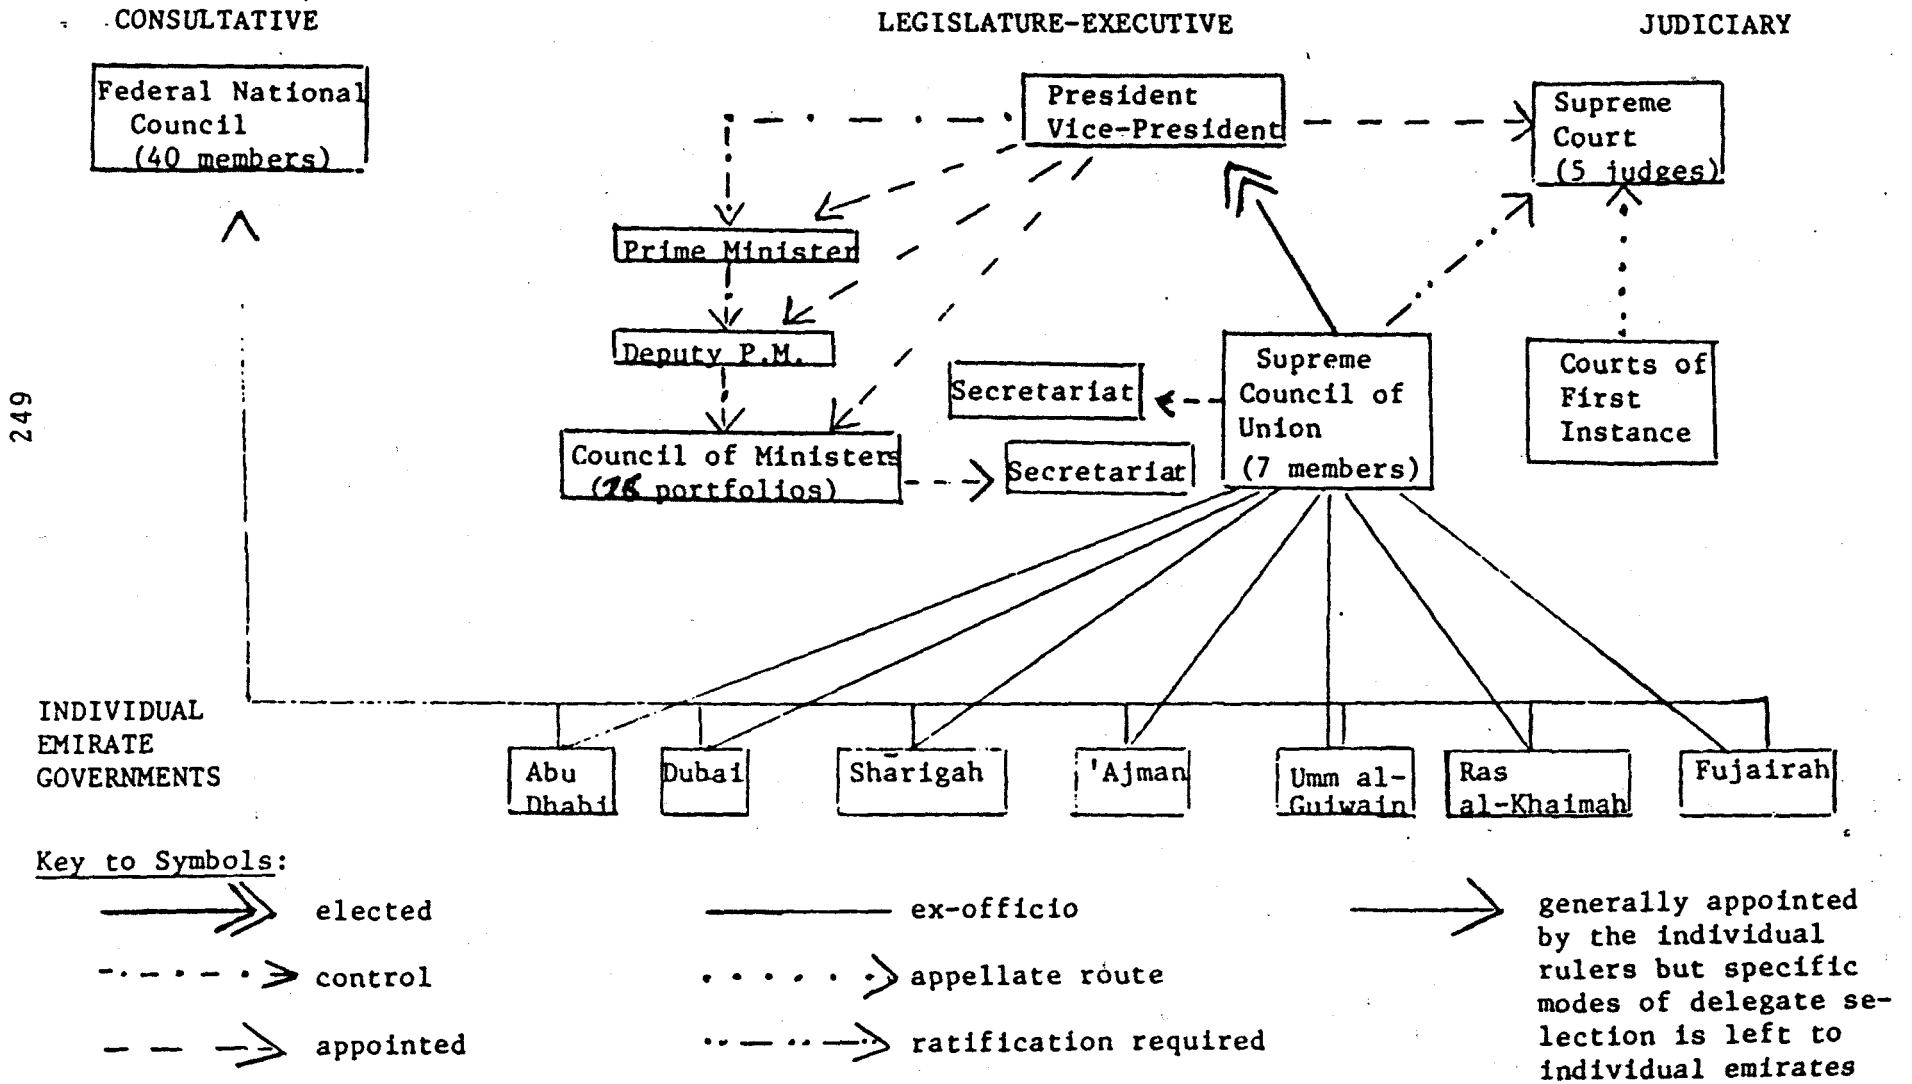 CONSULTATIVE
LEGISLATURE-EXECUTIVE
JUDICIARY
Federal National
Council
(40 members)
President
Vice-President
Supreme
Court
(5 judges)
Prime Minister
Deputy P.M.
Council of Ministers
portfolios)
Secretariat
Secretariat
Supreme
Council of
Union
(7 members)
Courts of
First
Instance
249
INDIVIDUAL
EMIRATE
GOVERNMENTS
Abu
Dhabi
Dubai
Shārigah
'Ajman
Umm al-
Guiwain
Ras
al-Khaimah
Fujairah
Key to Symbols:
elected
control
appointed
ex-officio
appellate route
ratification required
generally appointed
by the individual
rulers but specific
modes of delegate se-
lection is left to
individual emirates